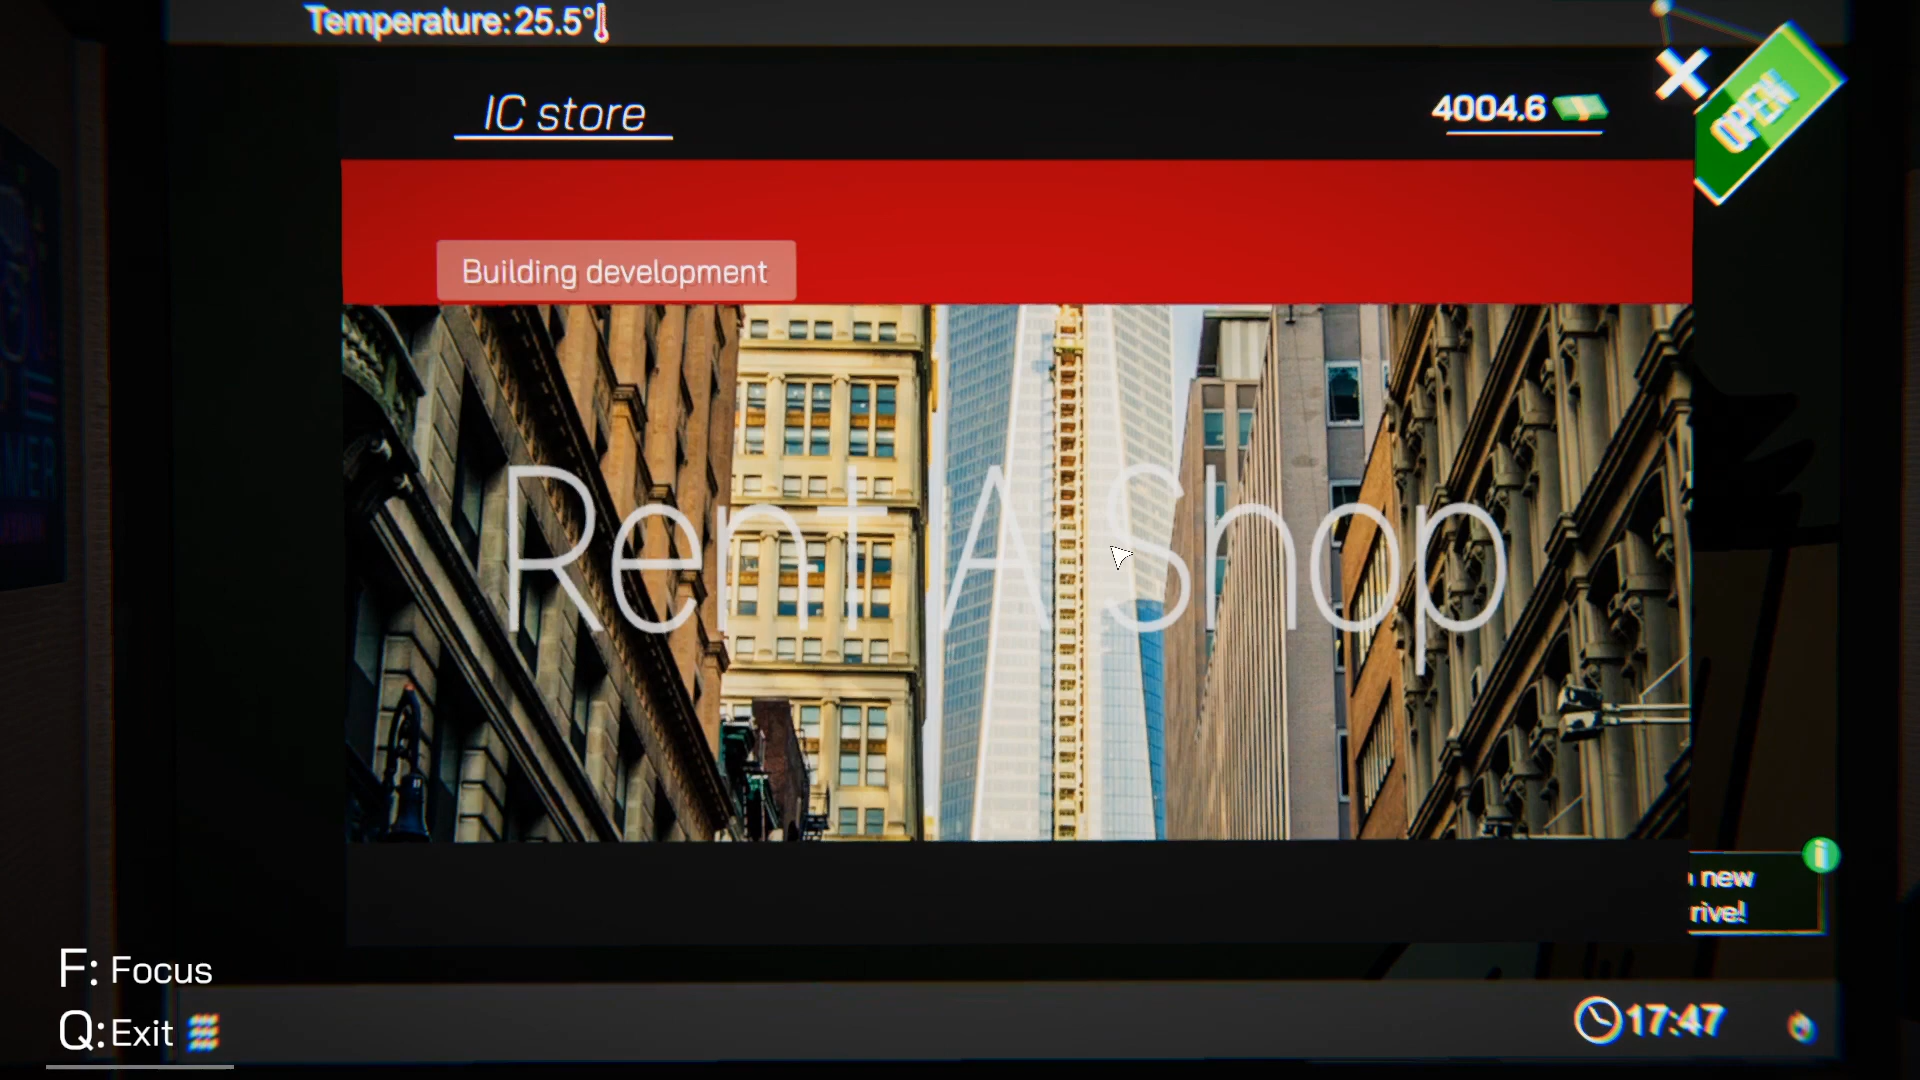 Temperature: 25.5°
IC store
4004.6
OPEN
Building development
Rent A Shop
new
rive!
F: Focus
Q: Exit
17:47